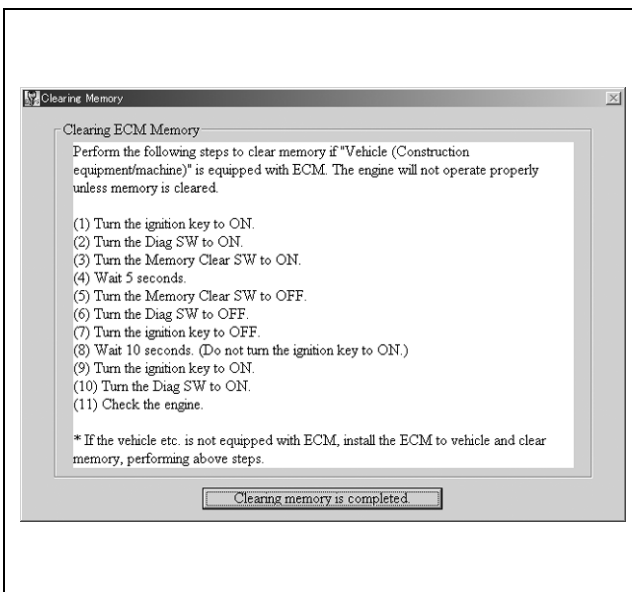 Clearing Memory
Clearing ECM Memory
Perform the following steps to clear memory if "Vehicle (Construction
equipment/machine)" is equipped with ECM. The engine will not operate properly
unless memory is cleared.
(1) Turn the ignition key to ON.
(2) Turn the Diag SW to ON.
(3) Turn the Memory Clear SW to ON.
(4) Wait 5 seconds.
(5) Turn the Memory Clear SW to OFF.
(6) Turn the Diag SW to OFF.
(7) Turn the ignition key to OFF.
(8) Wait 10 seconds. (Do not turn the ignition key to ON.)
(9) Turn the ignition key to ON.
(10) Turn the Diag SW to ON.
(11) Check the engine.
* If the vehicle etc. is not equipped with ECM, install the ECM to vehicle and clear
memory, performing above steps.
Clearing memory is completed.